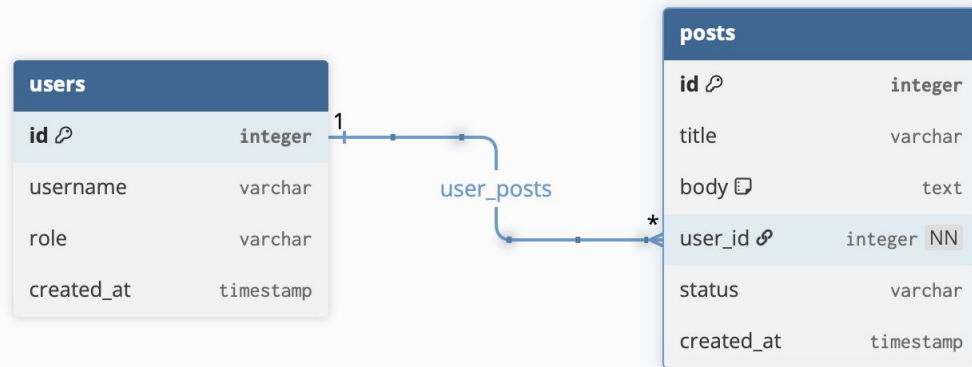 users
id integer
username varchar
role varchar
created_at timestamp
1
user_posts
*
posts
id integer
title varchar
body text
user_id integer NN
status varchar
created_at timestamp